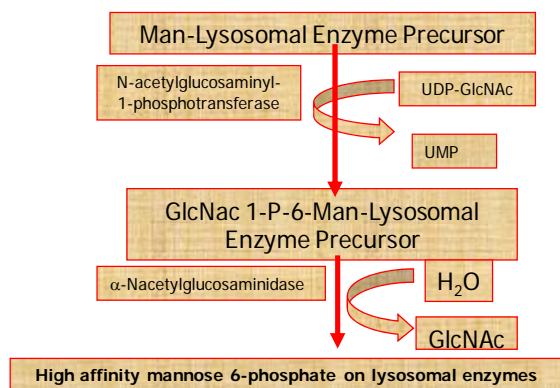 Man-Lysosomal Enzyme Precursor
N-acetylglucosaminyl-
1-phosphotransferase
UDP-GlcNAc
UMP
GlcNac 1-P-6-Man-Lysosomal
Enzyme Precursor
α-Nacetylglucosaminidase
H₂O
GlcNAc
High affinity mannose 6-phosphate on lysosomal enzymes